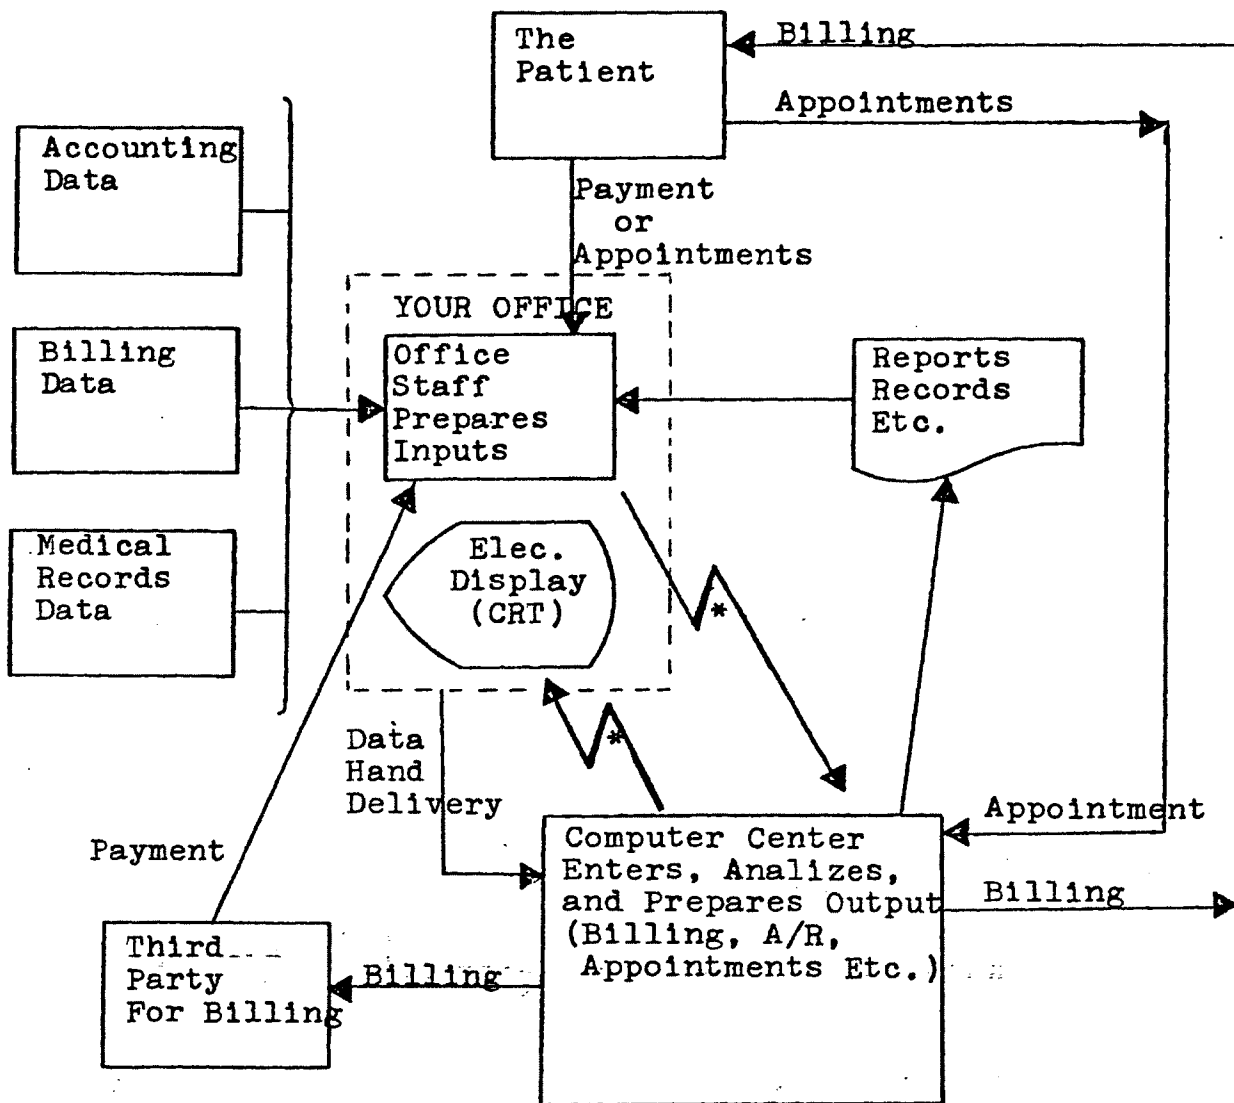 The
Patient
Billing
Appointments
Accounting
Data
Payment
or
Appointments
YOUR OFFICE
Billing
Data
Office
Staff
Prepares
Inputs
Reports
Records
Etc.
Medical
Records
Data
Elec.
Display
(CRT)
*
*
Data
Hand
Delivery
Payment
Computer Center
Enters, Analizes,
and Prepares Output
(Billing, A/R,
Appointments Etc.)
Appointment
Billing
Third
Party
For Billing
Billing